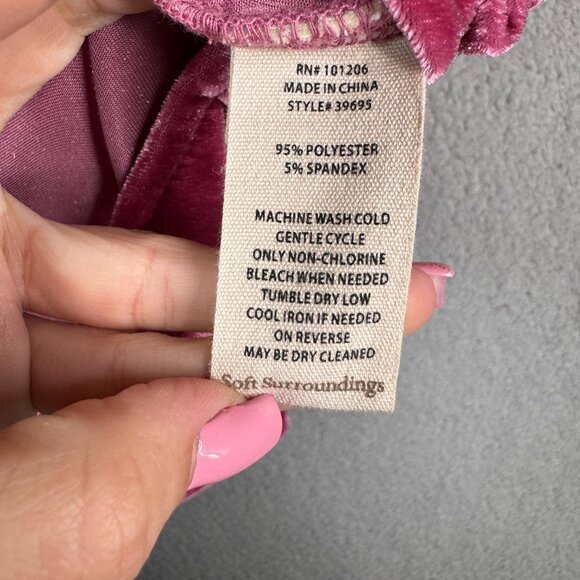 RN# 101206
MADE IN CHINA
STYLE# 39695
95% POLYESTER
5% SPANDEX
MACHINE WASH COLD
GENTLE CYCLE
ONLY NON-CHLORINE
BLEACH WHEN NEEDED
TUMBLE DRY LOW
COOL IRON IF NEEDED
ON REVERSE
MAY BE DRY CLEANED
Soft Surroundings